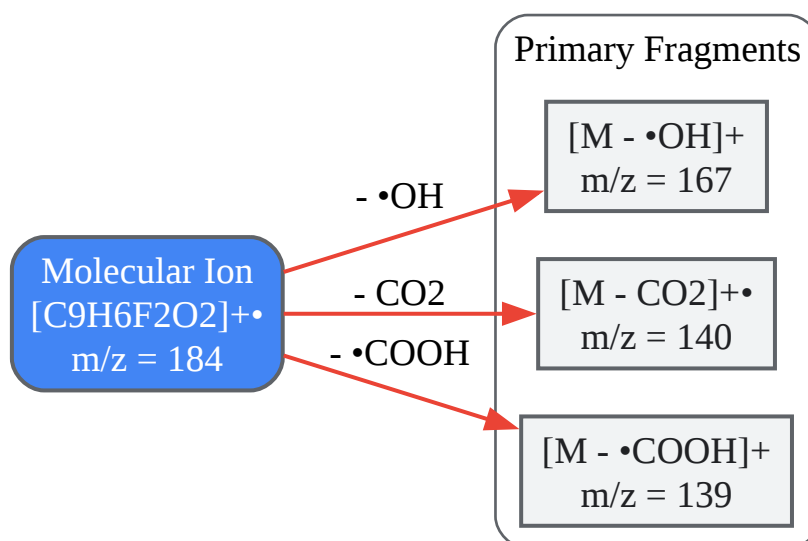 Primary Fragments
[M - •OH]+
m/z = 167
- •OH
Molecular Ion
[C9H6F2O2]+•
m/z = 184
- CO2
[M - CO2]+•
m/z = 140
- •COOH
[M - •COOH]+
m/z = 139